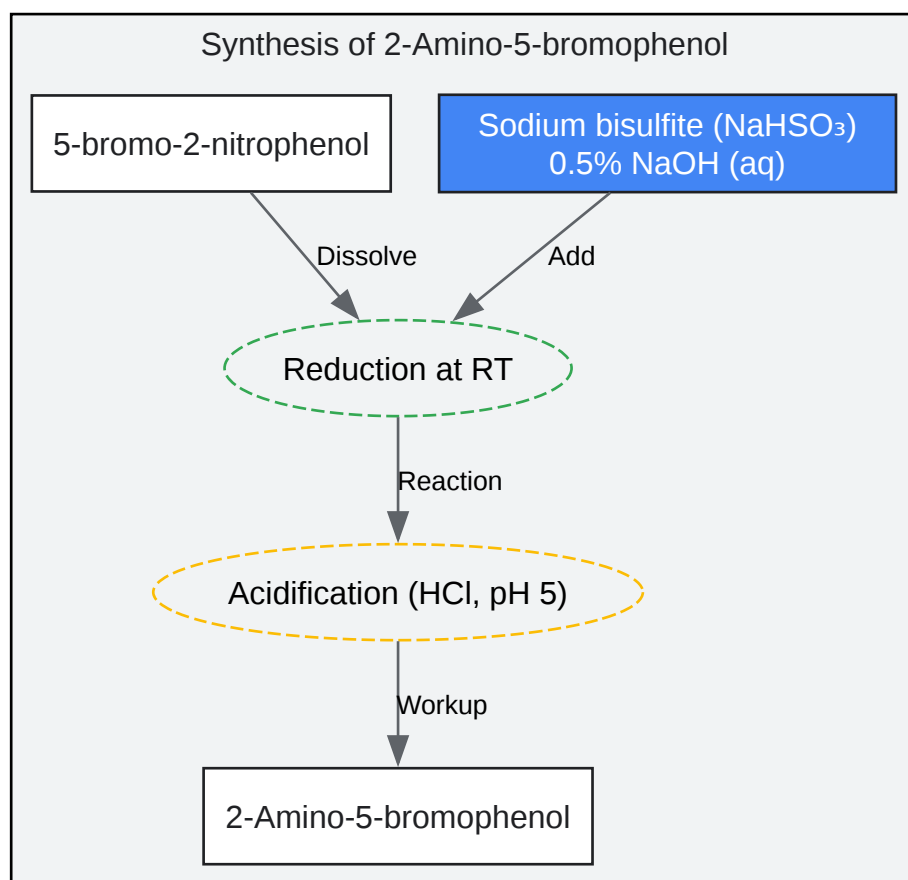 Synthesis of 2-Amino-5-bromophenol
5-bromo-2-nitrophenol
Sodium bisulfite (NaHSO₃)
0.5% NaOH (aq)
Dissolve
Add
Reduction at RT
Reaction
Acidification (HCl, pH 5)
Workup
2-Amino-5-bromophenol